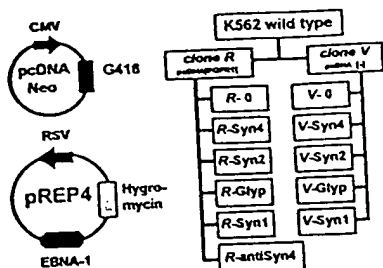 CMV
pcDNA
Neo
G418
RSV
pREP4
Hygro-
mycin
EBNA-1
K562 wild type
clone R
clone V
R-0
R-Syn4
R-Syn2
R-Glyp
R-Syn1
R-antiSyn4
V-0
V-Syn4
V-Syn2
V-Glyp
V-Syn1